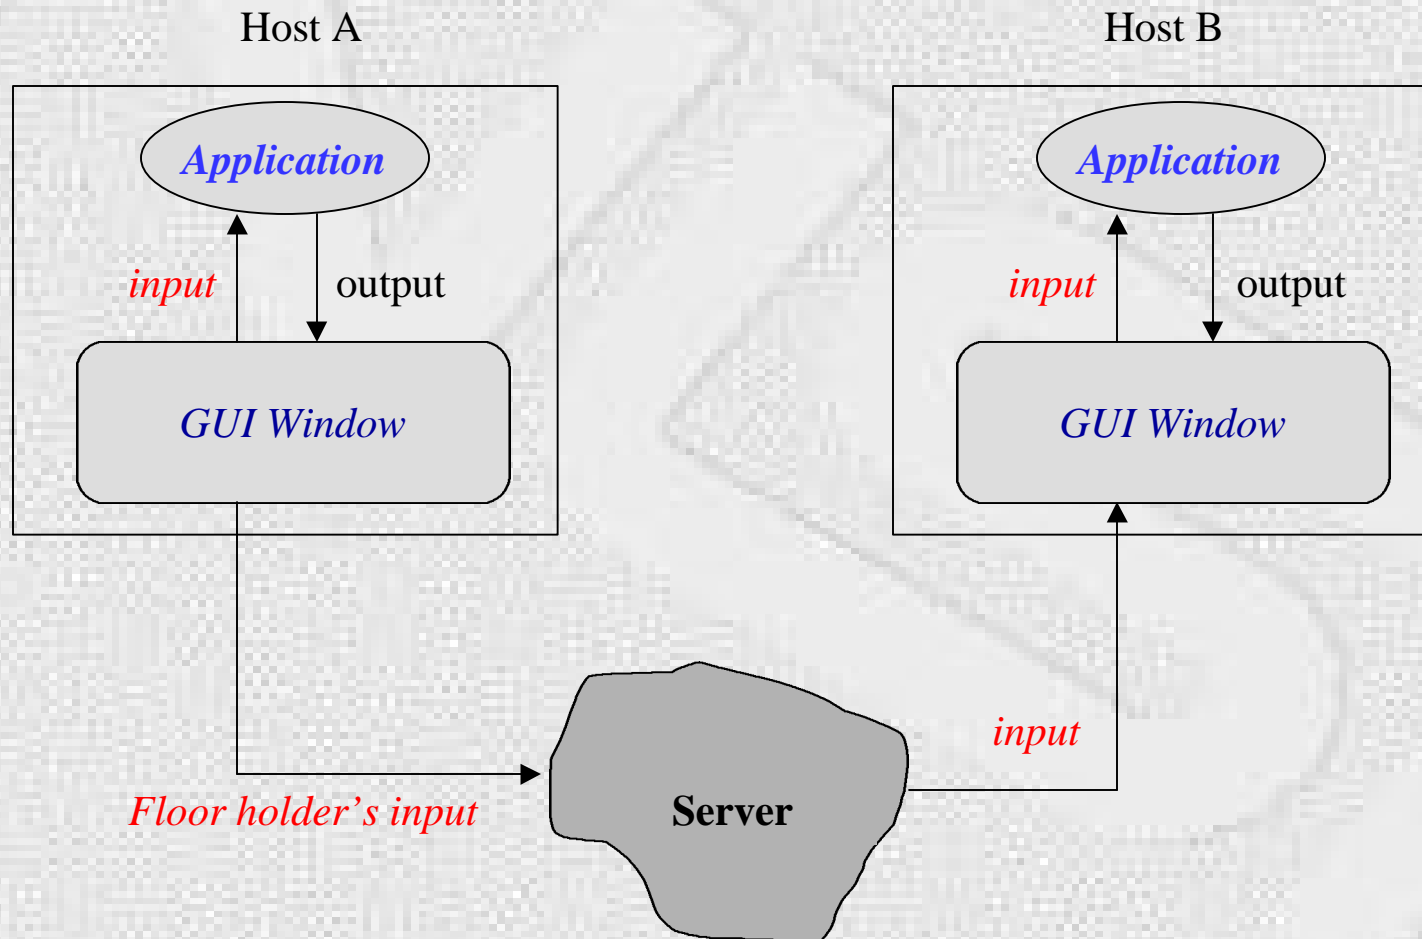 Host A
Host B
Application
Application
input
output
input
output
GUI Window
GUI Window
input
Floor holder’s input
Server